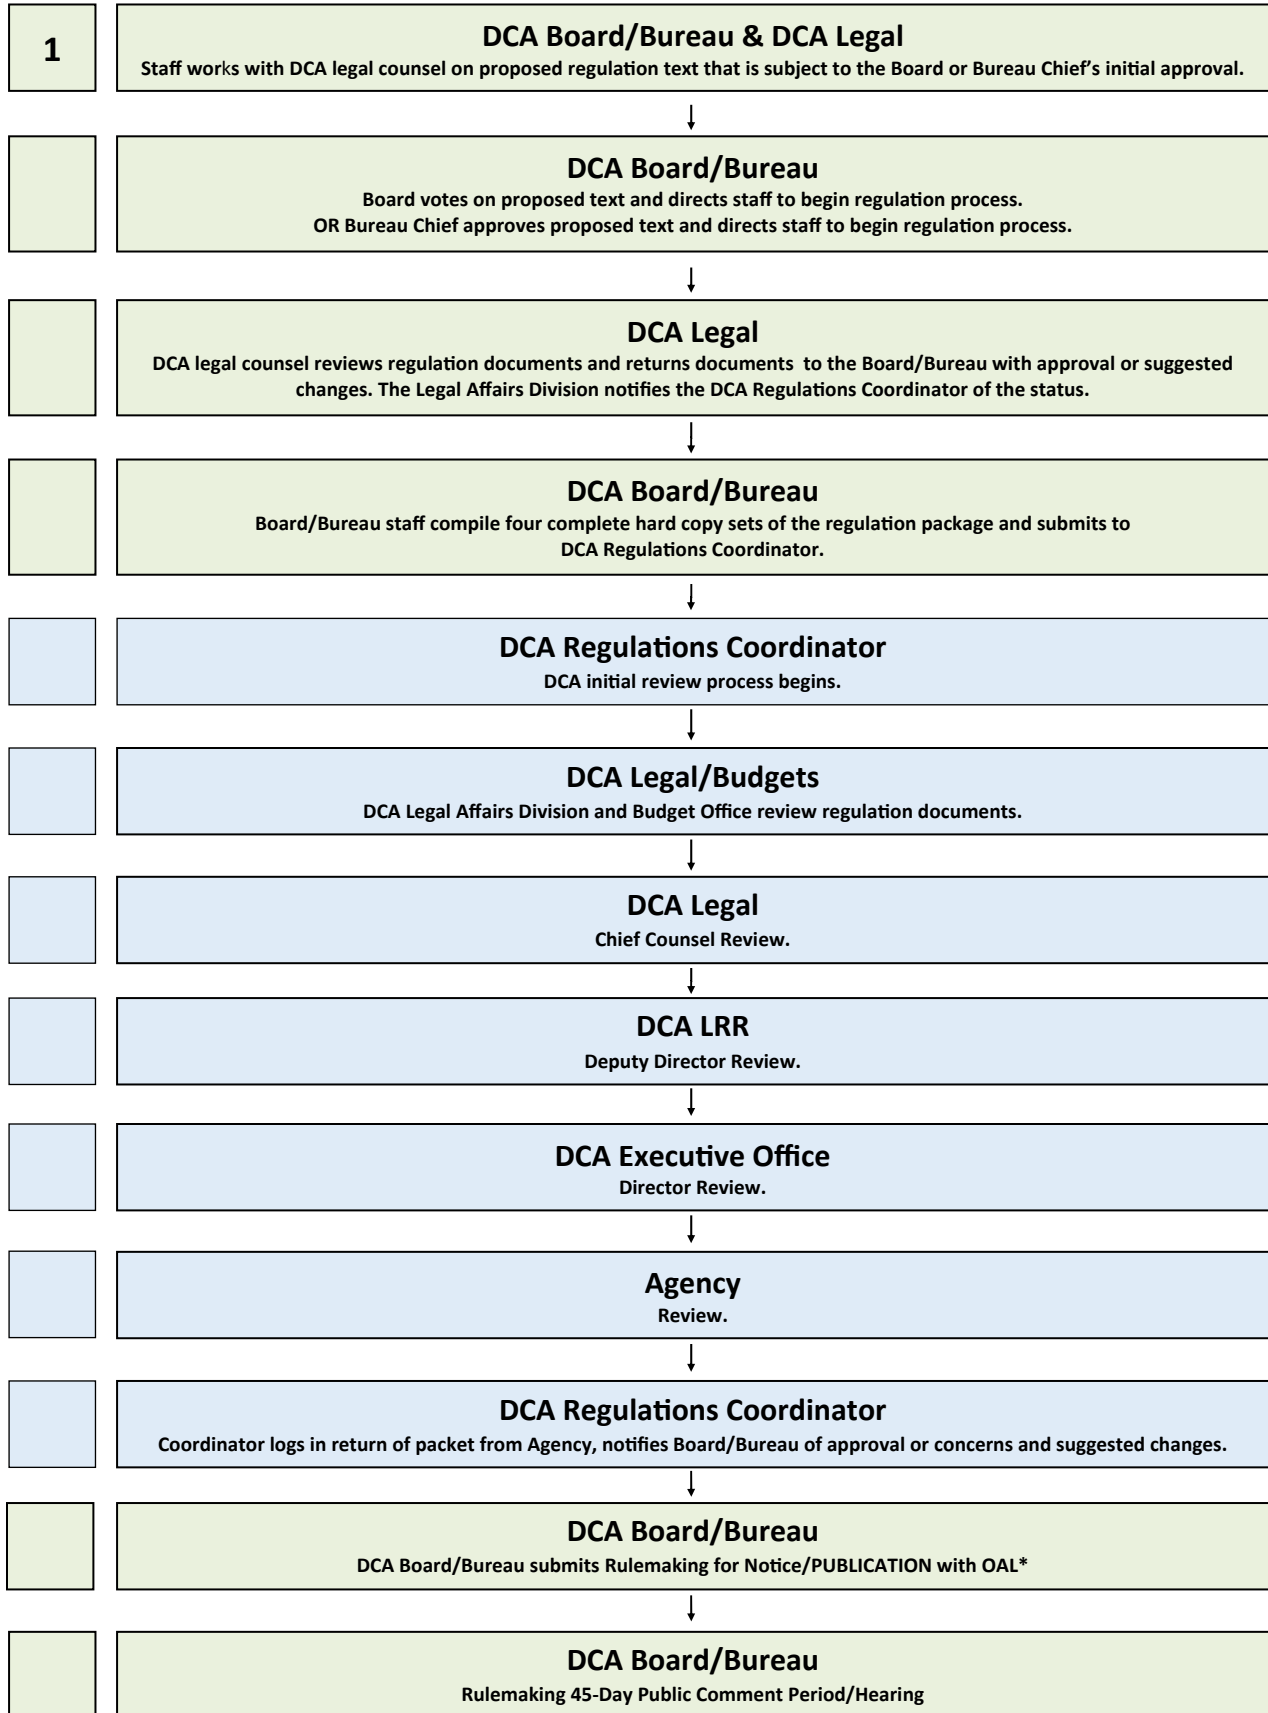 1
DCA Board/Bureau & DCA Legal
Staff works with DCA legal counsel on proposed regulation text that is subject to the Board or Bureau Chief’s initial approval.
DCA Board/Bureau
Board votes on proposed text and directs staff to begin regulation process.
OR Bureau Chief approves proposed text and directs staff to begin regulation process.
DCA Legal
DCA legal counsel reviews regulation documents and returns documents to the Board/Bureau with approval or suggested
changes. The Legal Affairs Division notifies the DCA Regulations Coordinator of the status.
DCA Board/Bureau
Board/Bureau staff compile four complete hard copy sets of the regulation package and submits to
DCA Regulations Coordinator.
DCA Regulations Coordinator
DCA initial review process begins.
DCA Legal/Budgets
DCA Legal Affairs Division and Budget Office review regulation documents.
DCA Legal
Chief Counsel Review.
DCA LRR
Deputy Director Review.
DCA Executive Office
Director Review.
Agency
Review.
DCA Regulations Coordinator
Coordinator logs in return of packet from Agency, notifies Board/Bureau of approval or concerns and suggested changes.
DCA Board/Bureau
DCA Board/Bureau submits Rulemaking for Notice/PUBLICATION with OAL*
DCA Board/Bureau
Rulemaking 45-Day Public Comment Period/Hearing